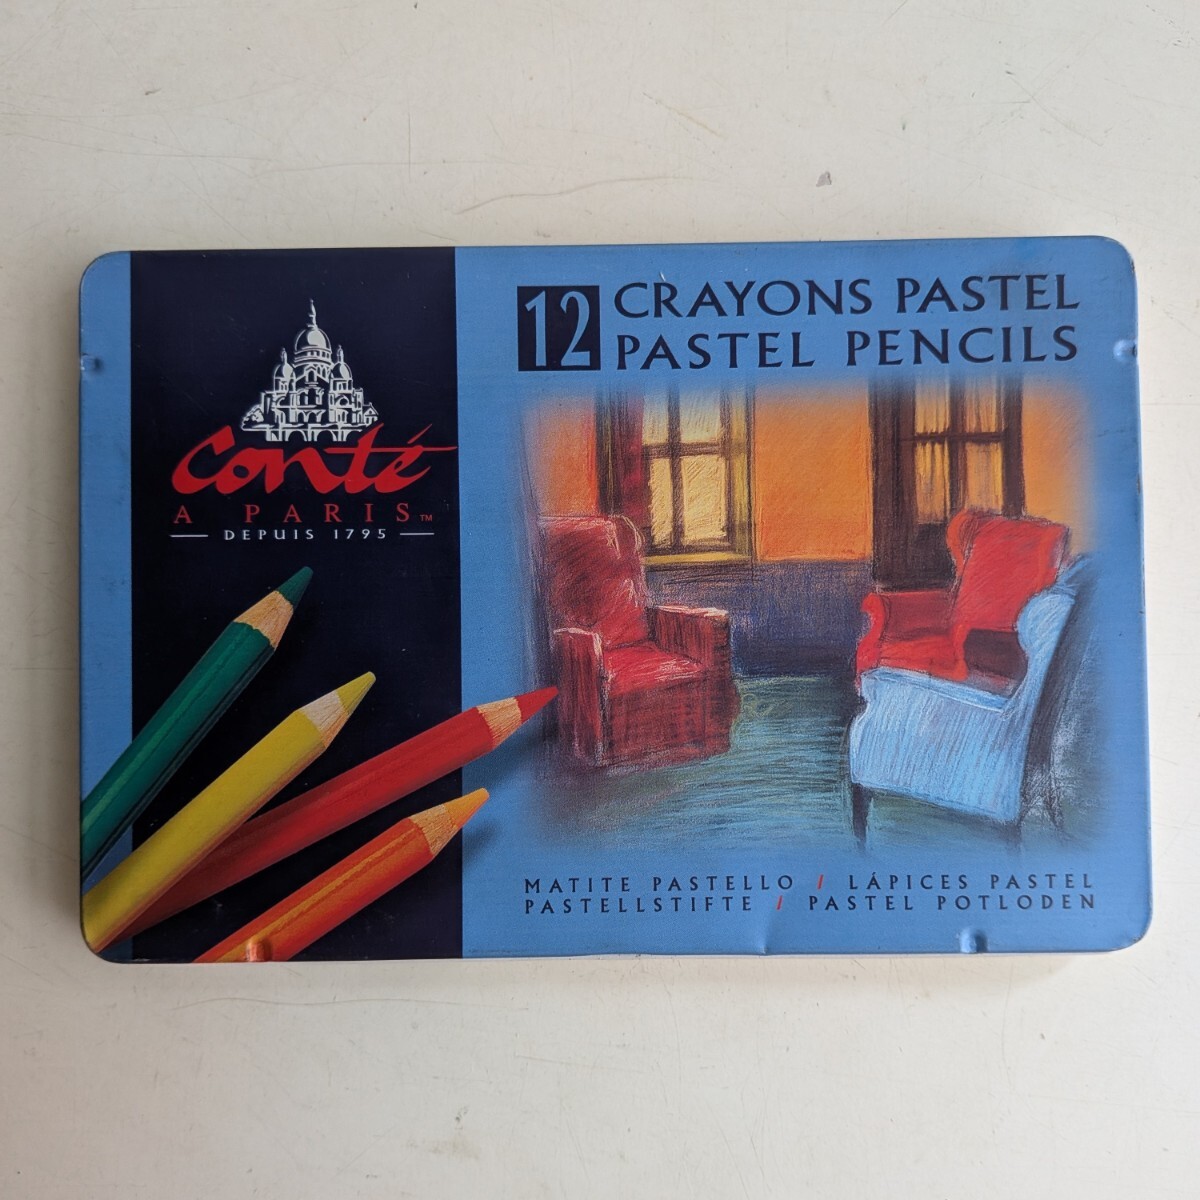 12 CRAYONS PASTEL
PASTEL PENCILS
Conté
A PARIS™
DEPUIS 1795
MATITE PASTELLO / LÁPICES PASTEL
PASTELLSTIFTE / PASTEL POTLODEN